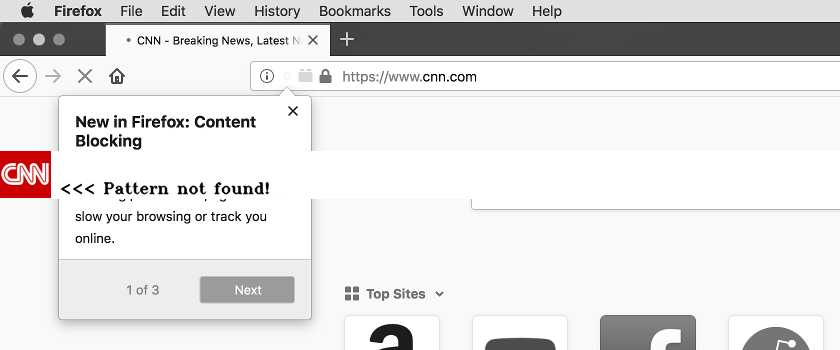 Firefox File Edit View History Bookmarks Tools Window Help
CNN - Breaking News, Latest N
https://www.cnn.com
New in Firefox: Content
Blocking
CNN
<<< Pattern not found!
slow your browsing or track you
online.
1 of 3 Next
Top Sites
a f